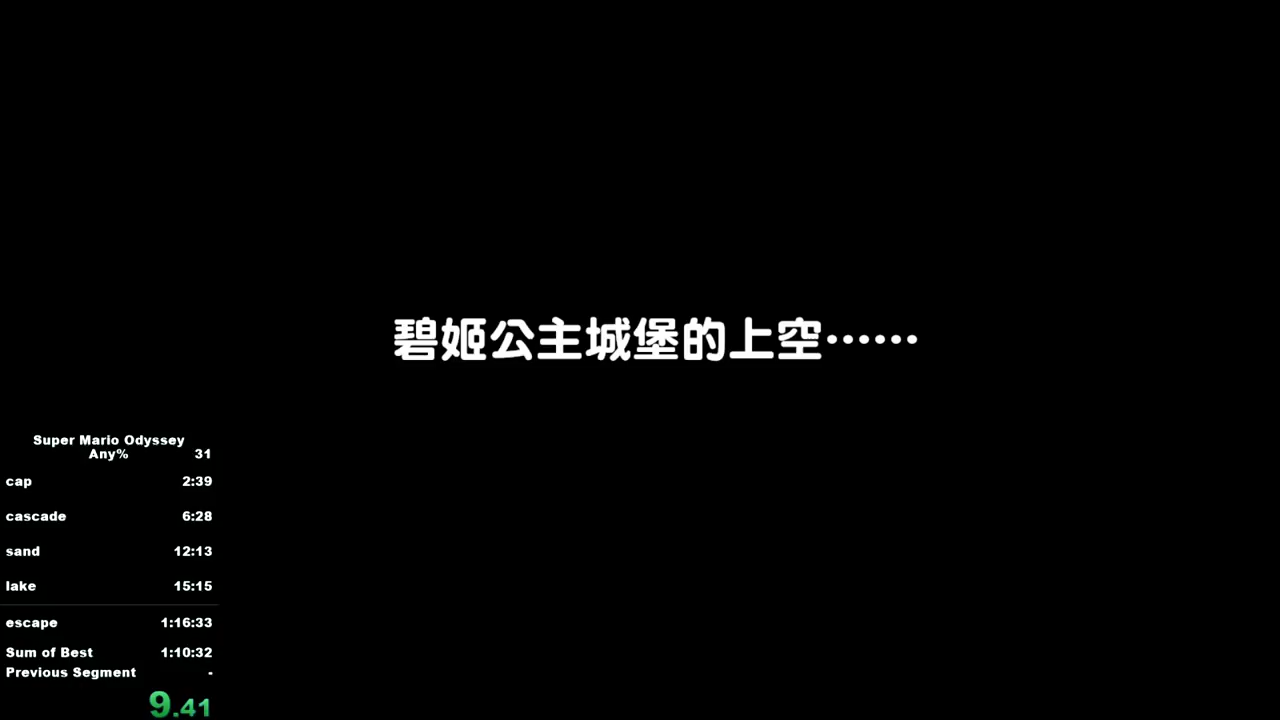 碧姬公主城堡的上空……
Super Mario Odyssey
Any% 31
cap 2:39
cascade 6:28
sand 12:13
lake 15:15
escape 1:16:33
Sum of Best 1:10:32
Previous Segment -
9.41